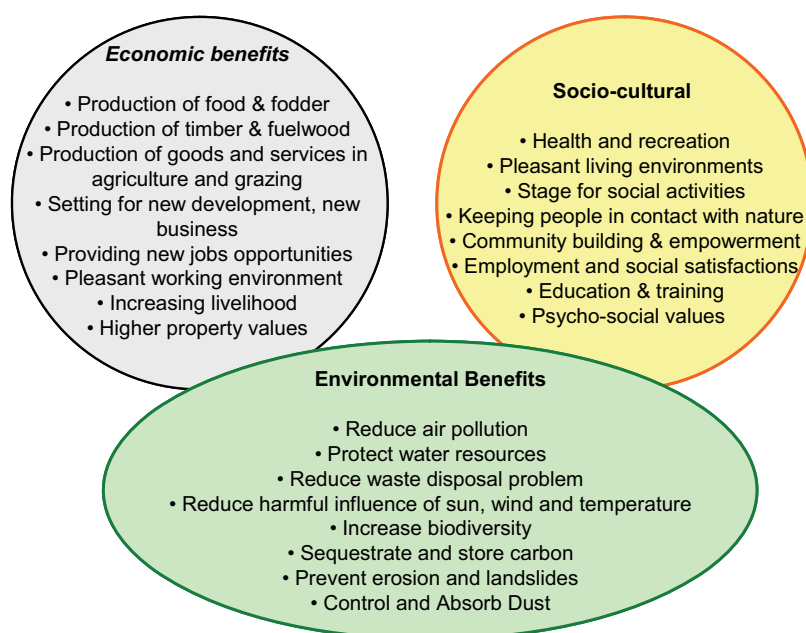 Economic benefits
• Production of food & fodder
• Production of timber & fuelwood
• Production of goods and services in
agriculture and grazing
• Setting for new development, new
business
• Providing new jobs opportunities
• Pleasant working environment
• Increasing livelihood
• Higher property values
Socio-cultural
• Health and recreation
• Pleasant living environments
• Stage for social activities
• Keeping people in contact with nature
• Community building & empowerment
• Employment and social satisfactions
• Education & training
• Psycho-social values
Environmental Benefits
• Reduce air pollution
• Protect water resources
• Reduce waste disposal problem
• Reduce harmful influence of sun, wind and temperature
• Increase biodiversity
• Sequestrate and store carbon
• Prevent erosion and landslides
• Control and Absorb Dust